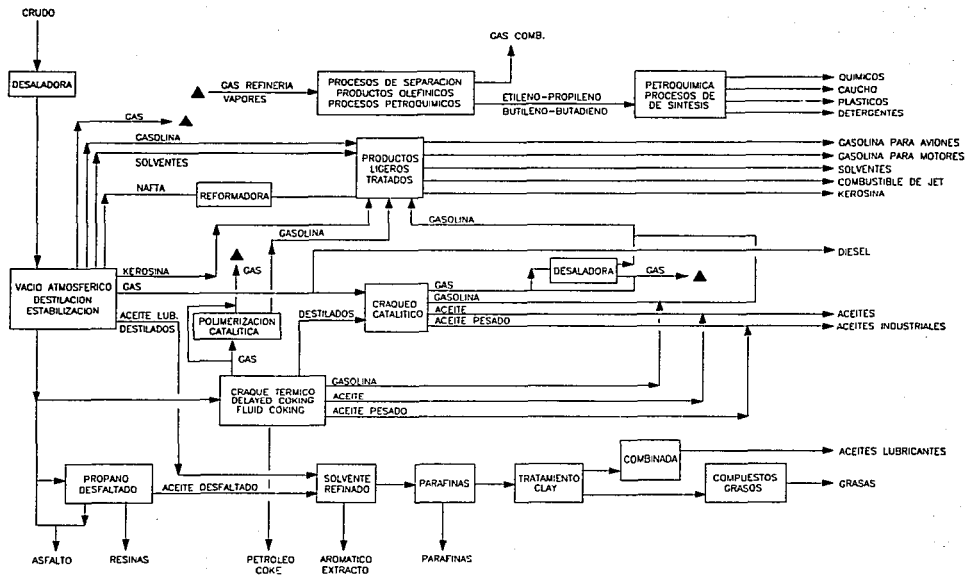 CRUDO
GAS COMB.
DESALADORA
GAS REFINERIA
VAPORES
PROCESOS DE SEPARACION
PRODUCTOS OLEFINICOS
PROCESOS PETROQUIMICOS
ETILENO-PROPILENO
BUTILENO-BUTADIENO
PETROQUIMICA
PROCESOS DE
DE SINTESIS
QUIMICOS
CAUCHO
PLASTICOS
DETERGENTES
GAS
GASOLINA
SOLVENTES
NAFTA
REFORMADORA
PRODUCTOS
LIGEROS
TRATADOS
GASOLINA PARA AVIONES
GASOLINA PARA MOTORES
SOLVENTES
COMBUSTIBLE DE JET
KEROSINA
GASOLINA
GASOLINA
DIESEL
VACIO ATMOSFERICO
DESTILACION
ESTABILIZACION
KEROSINA
GAS
GAS
ACEITE LUB.
DESTILADOS
POLIMERIZACION
CATALITICA
GAS
DESTILADOS
CRAQUEO
CATALITICO
GAS
GASOLINA
ACEITE
ACEITE PESADO
DESALADORA
GAS
ACEITES
ACEITES INDUSTRIALES
CRAQUE TERMICO
DELAYED COKING
FLUID COKING
GASOLINA
ACEITE
ACEITE PESADO
PROPANO
DESFALTADO
ACEITE DESFALTADO
SOLVENTE
REFINADO
PARAFINAS
TRATAMIENTO
CLAY
COMBINADA
COMPUESTOS
GRASOS
ACEITES LUBRICANTES
GRASAS
ASFALTO
RESINAS
PETROLEO
COKE
AROMATICO
EXTRACTO
PARAFINAS